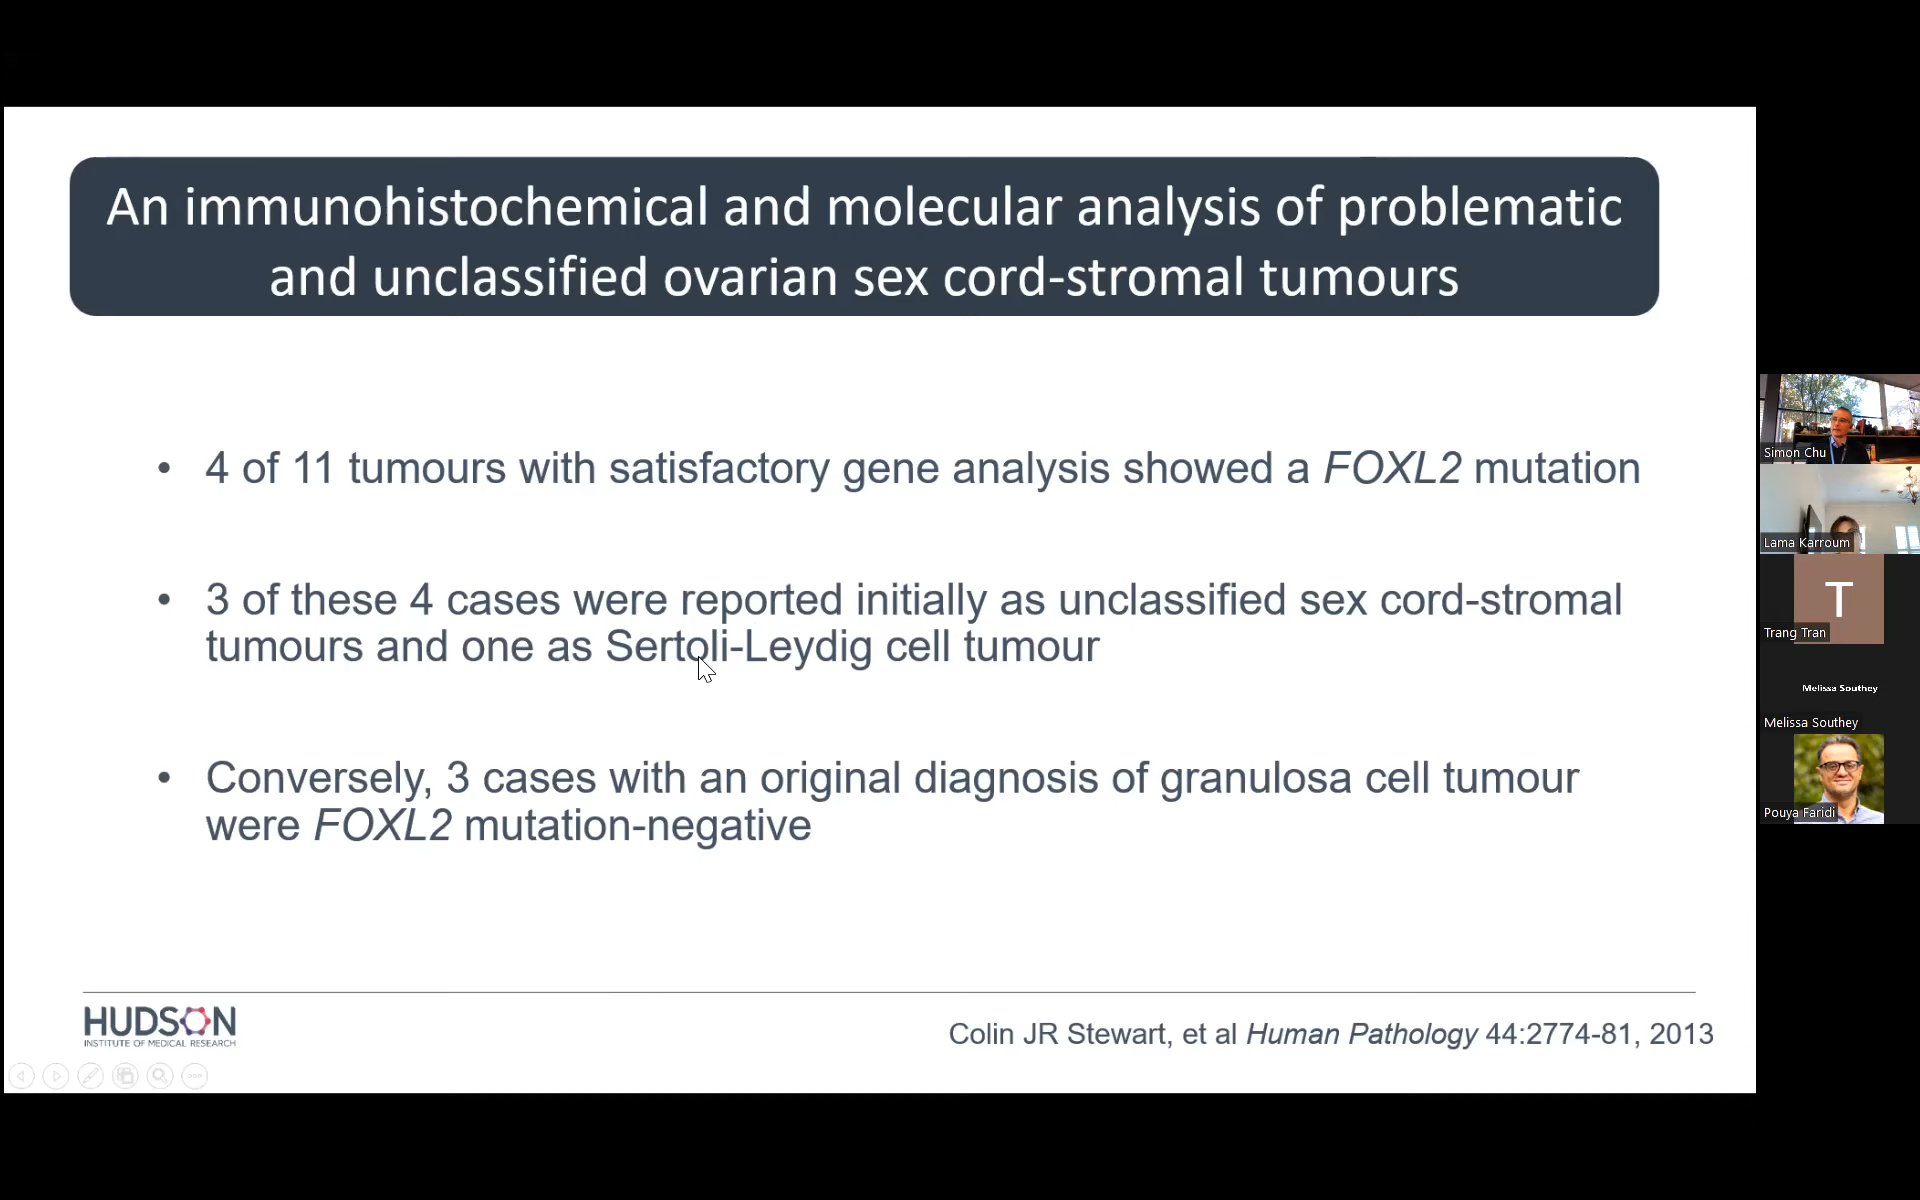 An immunohistochemical and molecular analysis of problematic
and unclassified ovarian sex cord-stromal tumours
• 4 of 11 tumours with satisfactory gene analysis showed a FOXL2 mutation
• 3 of these 4 cases were reported initially as unclassified sex cord-stromal
tumours and one as Sertoli-Leydig cell tumour
• Conversely, 3 cases with an original diagnosis of granulosa cell tumour
were FOXL2 mutation-negative
HUDSON
INSTITUTE OF MEDICAL RESEARCH
Colin JR Stewart, et al Human Pathology 44:2774-81, 2013
Simon Chu
Lama Karroum
T
Trang Tran
Melissa Southey
Melissa Southey
Pouya Faridi